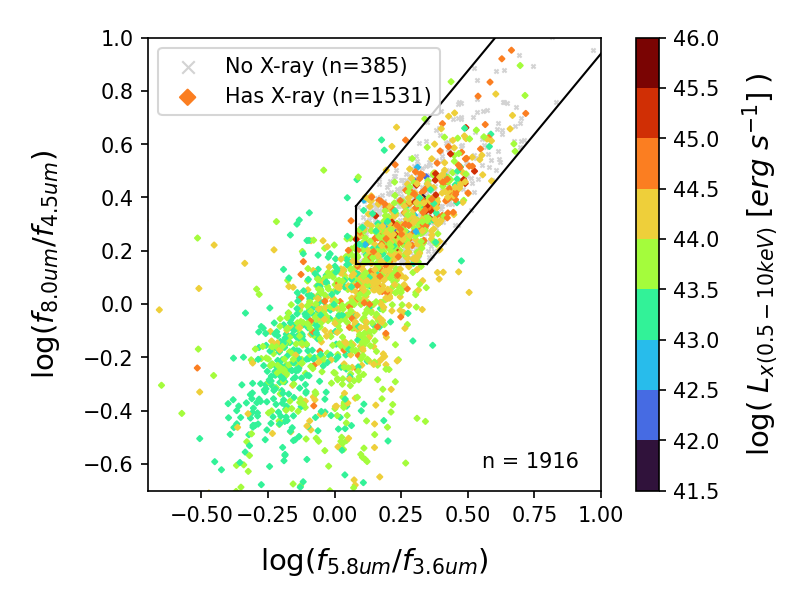 No X-ray (n=385)
Has X-ray (n=1531)
n = 1916
1.0
0.8
0.6
0.4
0.2
0.0
−0.2
−0.4
−0.6
log(f8.0um/f4.5um)
−0.50 −0.25 0.00 0.25 0.50 0.75 1.00
log(f5.8um/f3.6um)
46.0
45.5
45.0
44.5
44.0
43.5
43.0
42.5
42.0
41.5
log( Lx(0.5−10keV) [erg s−1] )